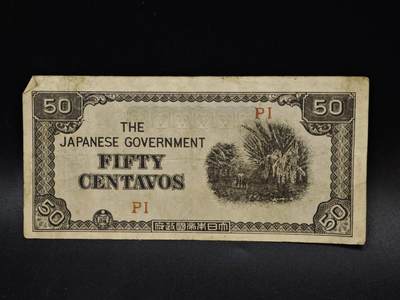 50 50
PI
THE
JAPANESE GOVERNMENT
FIFTY
CENTAVOS
PI
50 50
大日本帝國政府